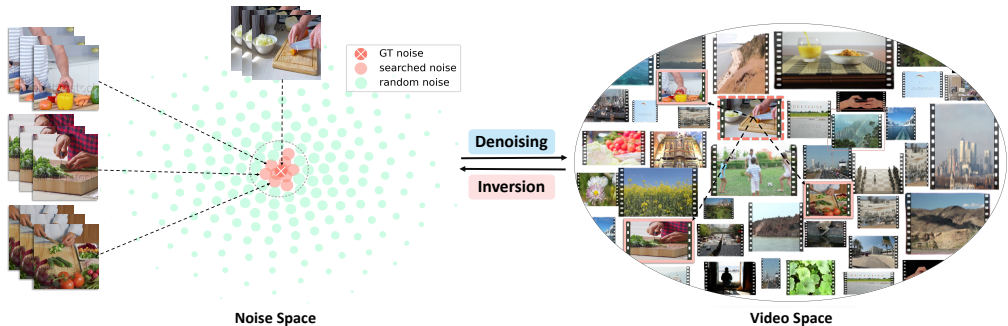 GT noise
searched noise
random noise
Denoising
Inversion
Noise Space
Video Space